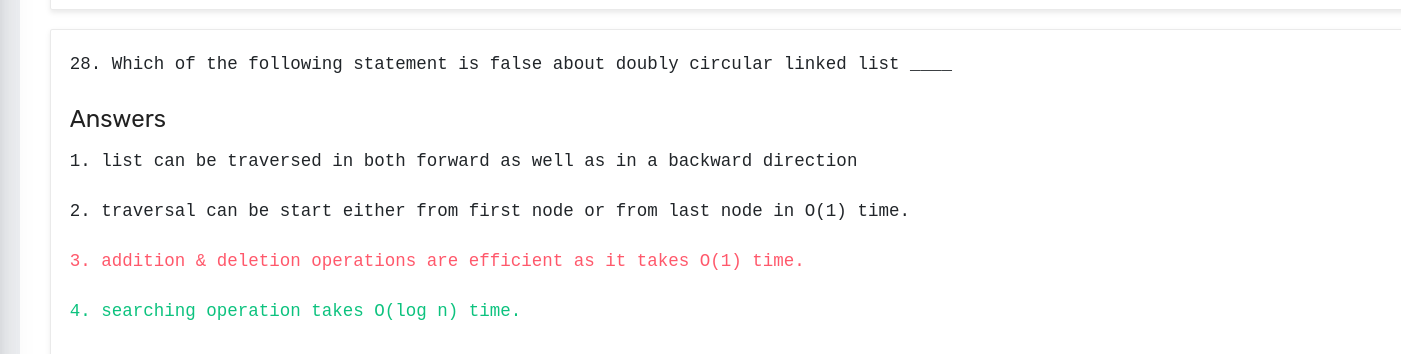 28. Which of the following statement is false about doubly circular linked list ____
Answers
1. list can be traversed in both forward as well as in a backward direction
2. traversal can be start either from first node or from last node in O(1) time.
3. addition & deletion operations are efficient as it takes O(1) time.
4. searching operation takes O(log n) time.